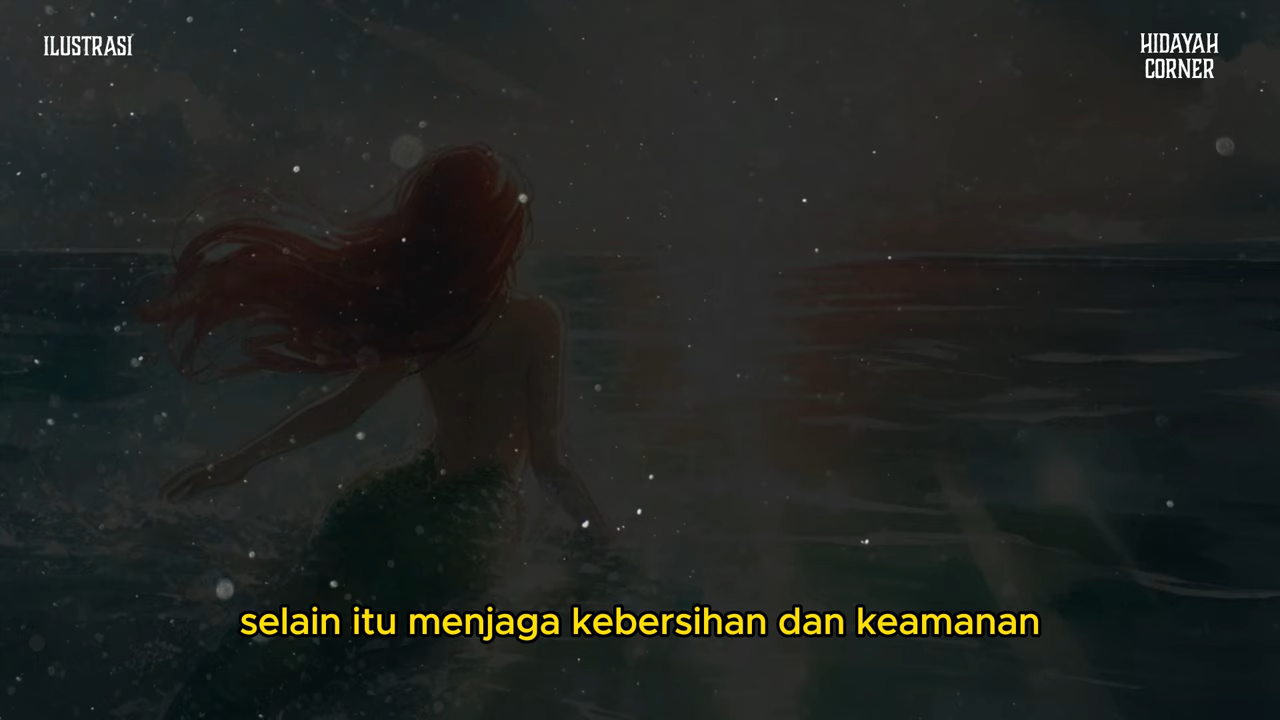 ILUSTRASI
HIDAYAH
CORNER
selain itu menjaga kebersihan dan keamanan